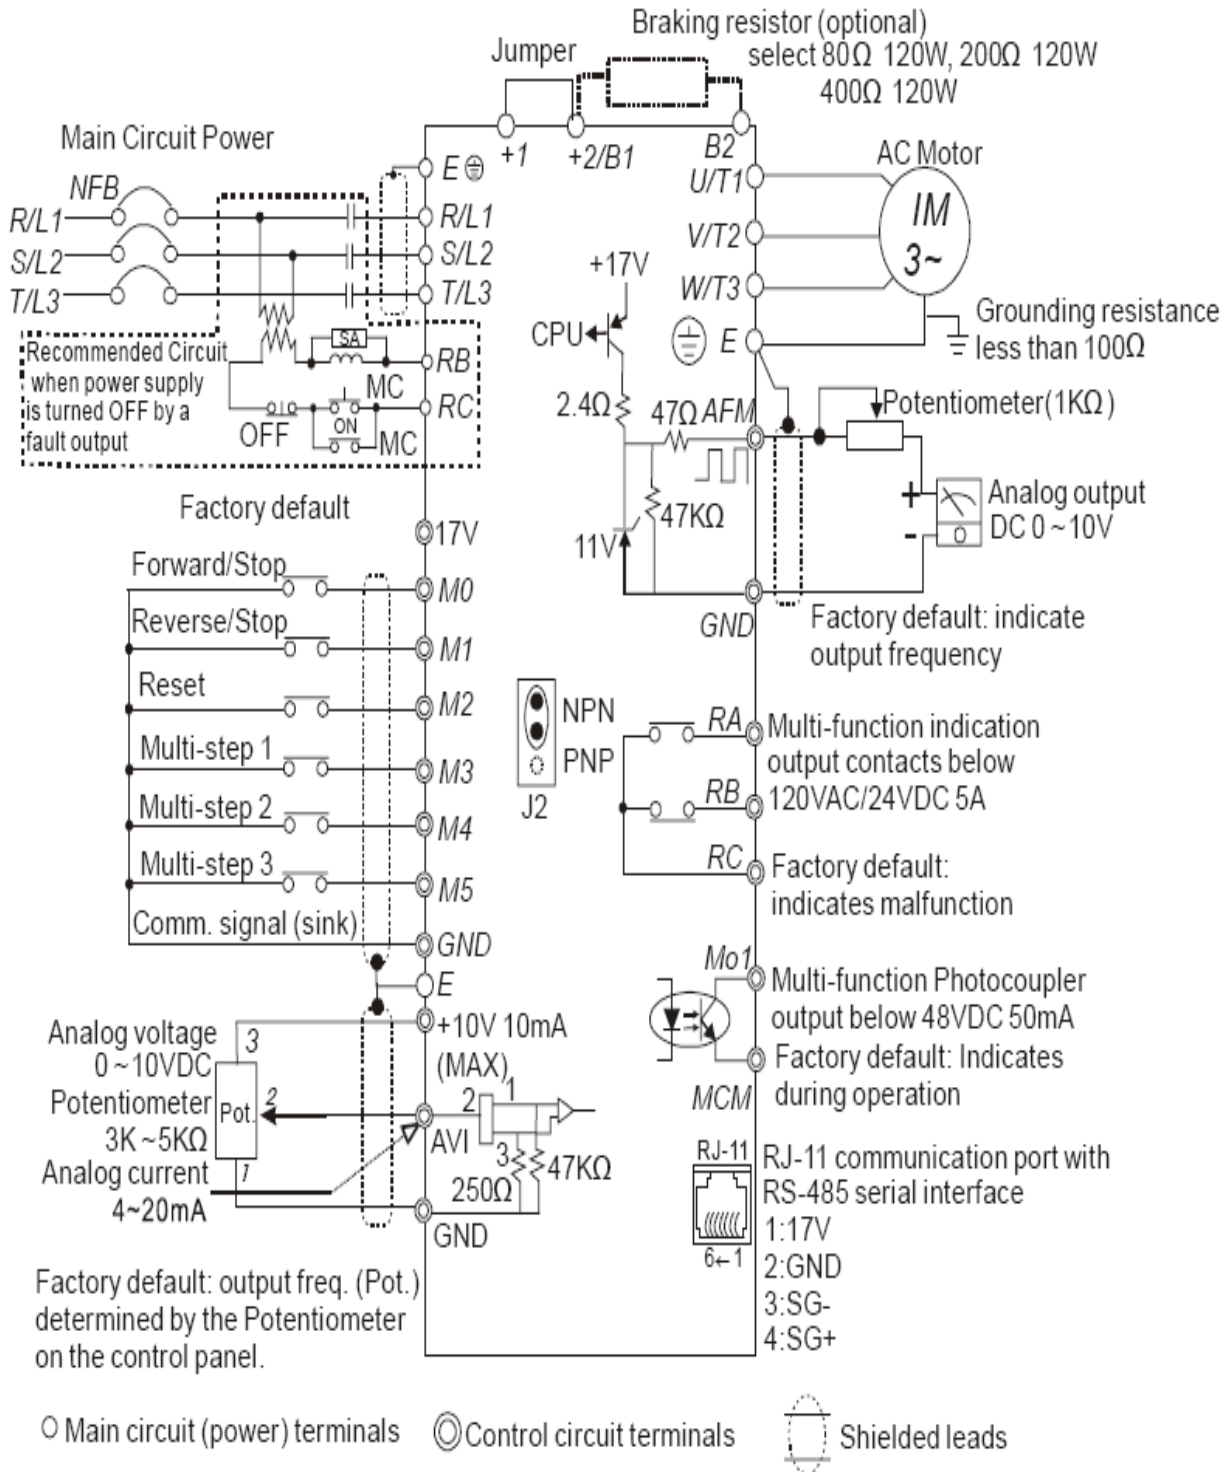 Braking resistor (optional)
Jumper
select 80Ω 120W, 200Ω 120W
400Ω 120W
Main Circuit Power
+1
+2/B1
B2
AC Motor
E
U/T1
NFB
R/L1
R/L1
IM
3~
V/T2
S/L2
S/L2
+17V
T/L3
T/L3
W/T3
Grounding resistance
less than 100Ω
CPU
E
SA
Recommended Circuit
when power supply
is turned OFF by a
fault output
RB
MC
RC
OFF
ON
MC
2.4Ω
47Ω
AFM
Potentiometer(1KΩ)
+
-
Analog output
DC 0~10V
47KΩ
11V
Factory default
17V
Forward/Stop
M0
GND
Factory default: indicate
output frequency
Reverse/Stop
M1
Reset
M2
NPN
PNP
J2
RA
Multi-function indication
output contacts below
120VAC/24VDC 5A
RB
Multi-step 1
M3
Multi-step 2
M4
Multi-step 3
M5
RC
Factory default:
indicates malfunction
Comm. signal (sink)
GND
E
Mo1
Multi-function Photocoupler
output below 48VDC 50mA
Factory default: Indicates
during operation
MCM
Analog voltage
0~10VDC
3
+10V 10mA
(MAX)
Potentiometer
3K~5KΩ
Pot.
2
2
1
AVI
3
47KΩ
250Ω
Analog current
4~20mA
1
GND
RJ-11
6←1
RJ-11 communication port with
RS-485 serial interface
1:17V
2:GND
3:SG-
4:SG+
Factory default: output freq. (Pot.)
determined by the Potentiometer
on the control panel.
Main circuit (power) terminals
Control circuit terminals
Shielded leads